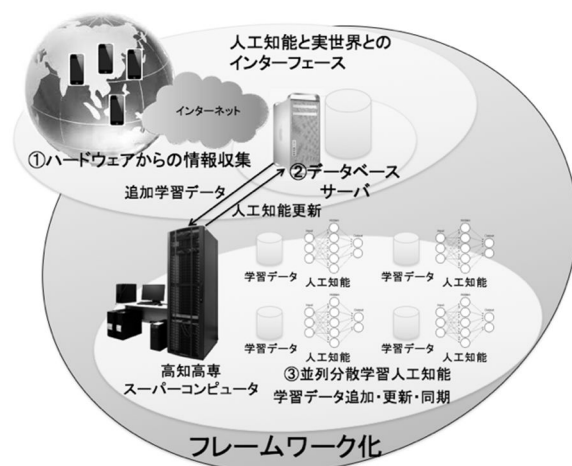 人工知能と実世界との
インターフェース
インターネット
①ハードウェアからの情報収集
②データベース
サーバ
追加学習データ
人工知能更新
学習データ
人工知能
学習データ
人工知能
学習データ
人工知能
学習データ
人工知能
高知高専
スーパーコンピュータ
③並列分散学習人工知能
学習データ追加・更新・同期
フレームワーク化